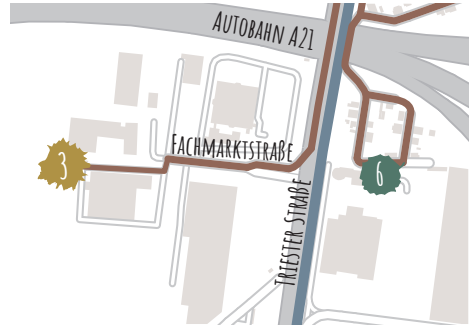 AUTOBAHN A21
FACHMARKTSTRAẞE
3
6
TRIESTER STRAẞE